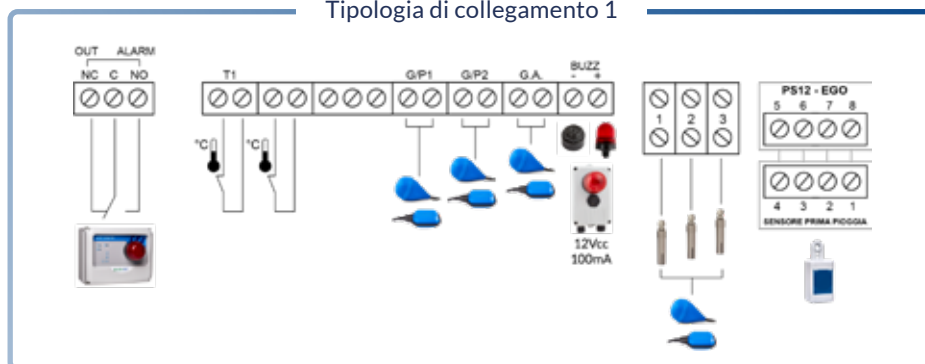 Tipologia di collegamento 1
OUT ALARM
NC C NO
T1
G/P1
G/P2
G.A.
BUZZ
- +
°C
°C
12Vcc
100mA
1 2 3
PS12 - EGO
5 6 7 8
4 3 2 1
SENSORE PRIMA PIOGGIA